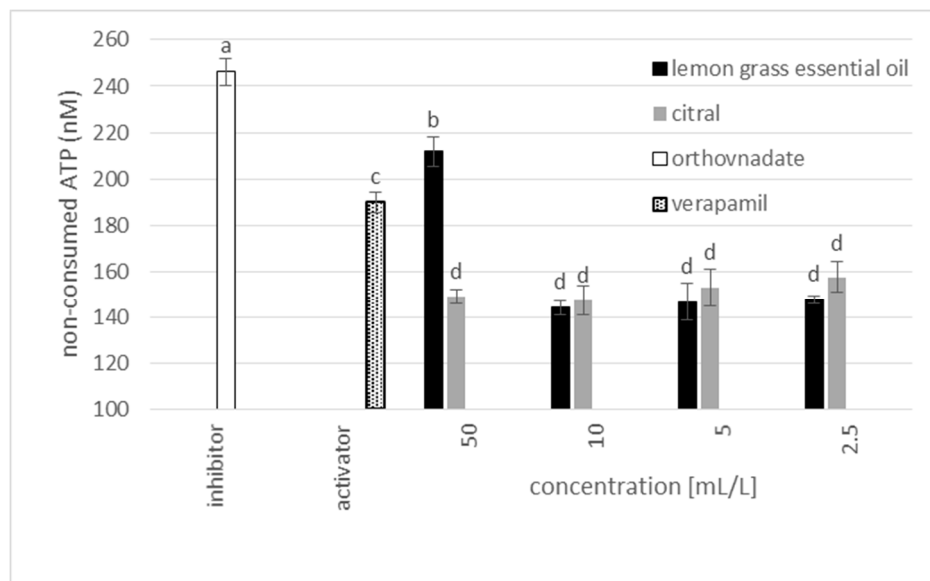 260
240
220
200
180
160
140
120
100
non-consumed ATP (nM)
a
c
b
d
d
d
d
d
d
d
lemon grass essential oil
citral
orthovnadate
verapamil
inhibitor
activator
50
10
5
2.5
concentration [mL/L]